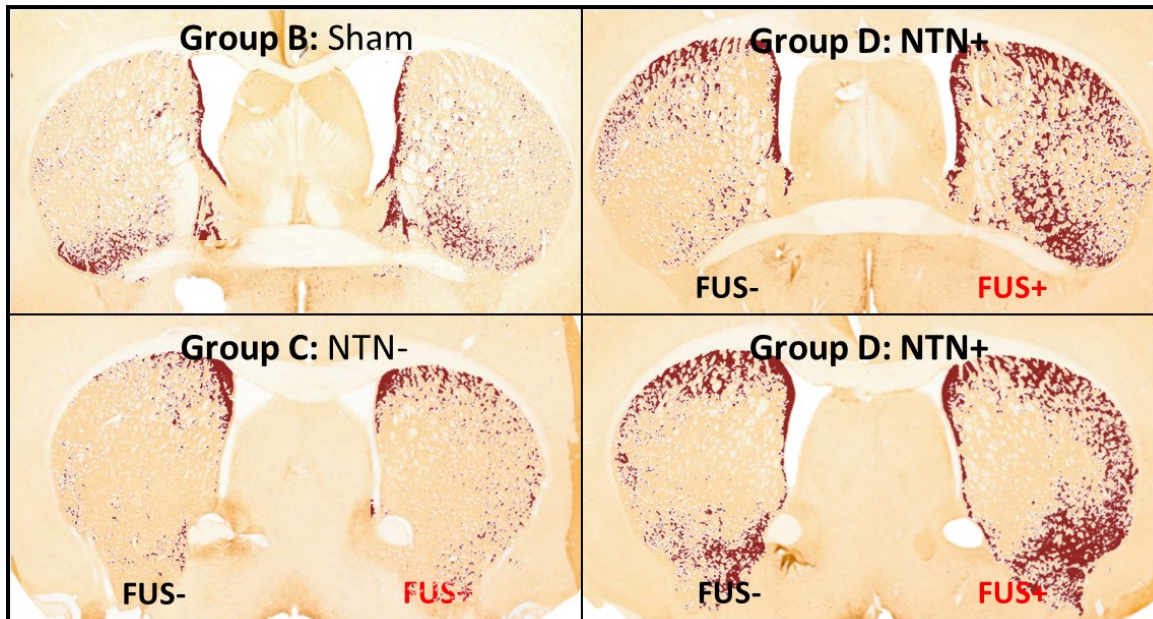 Group B: Sham
Group D: NTN+
FUS-
FUS+
Group C: NTN-
Group D: NTN+
FUS-
FUS+
FUS-
FUS+